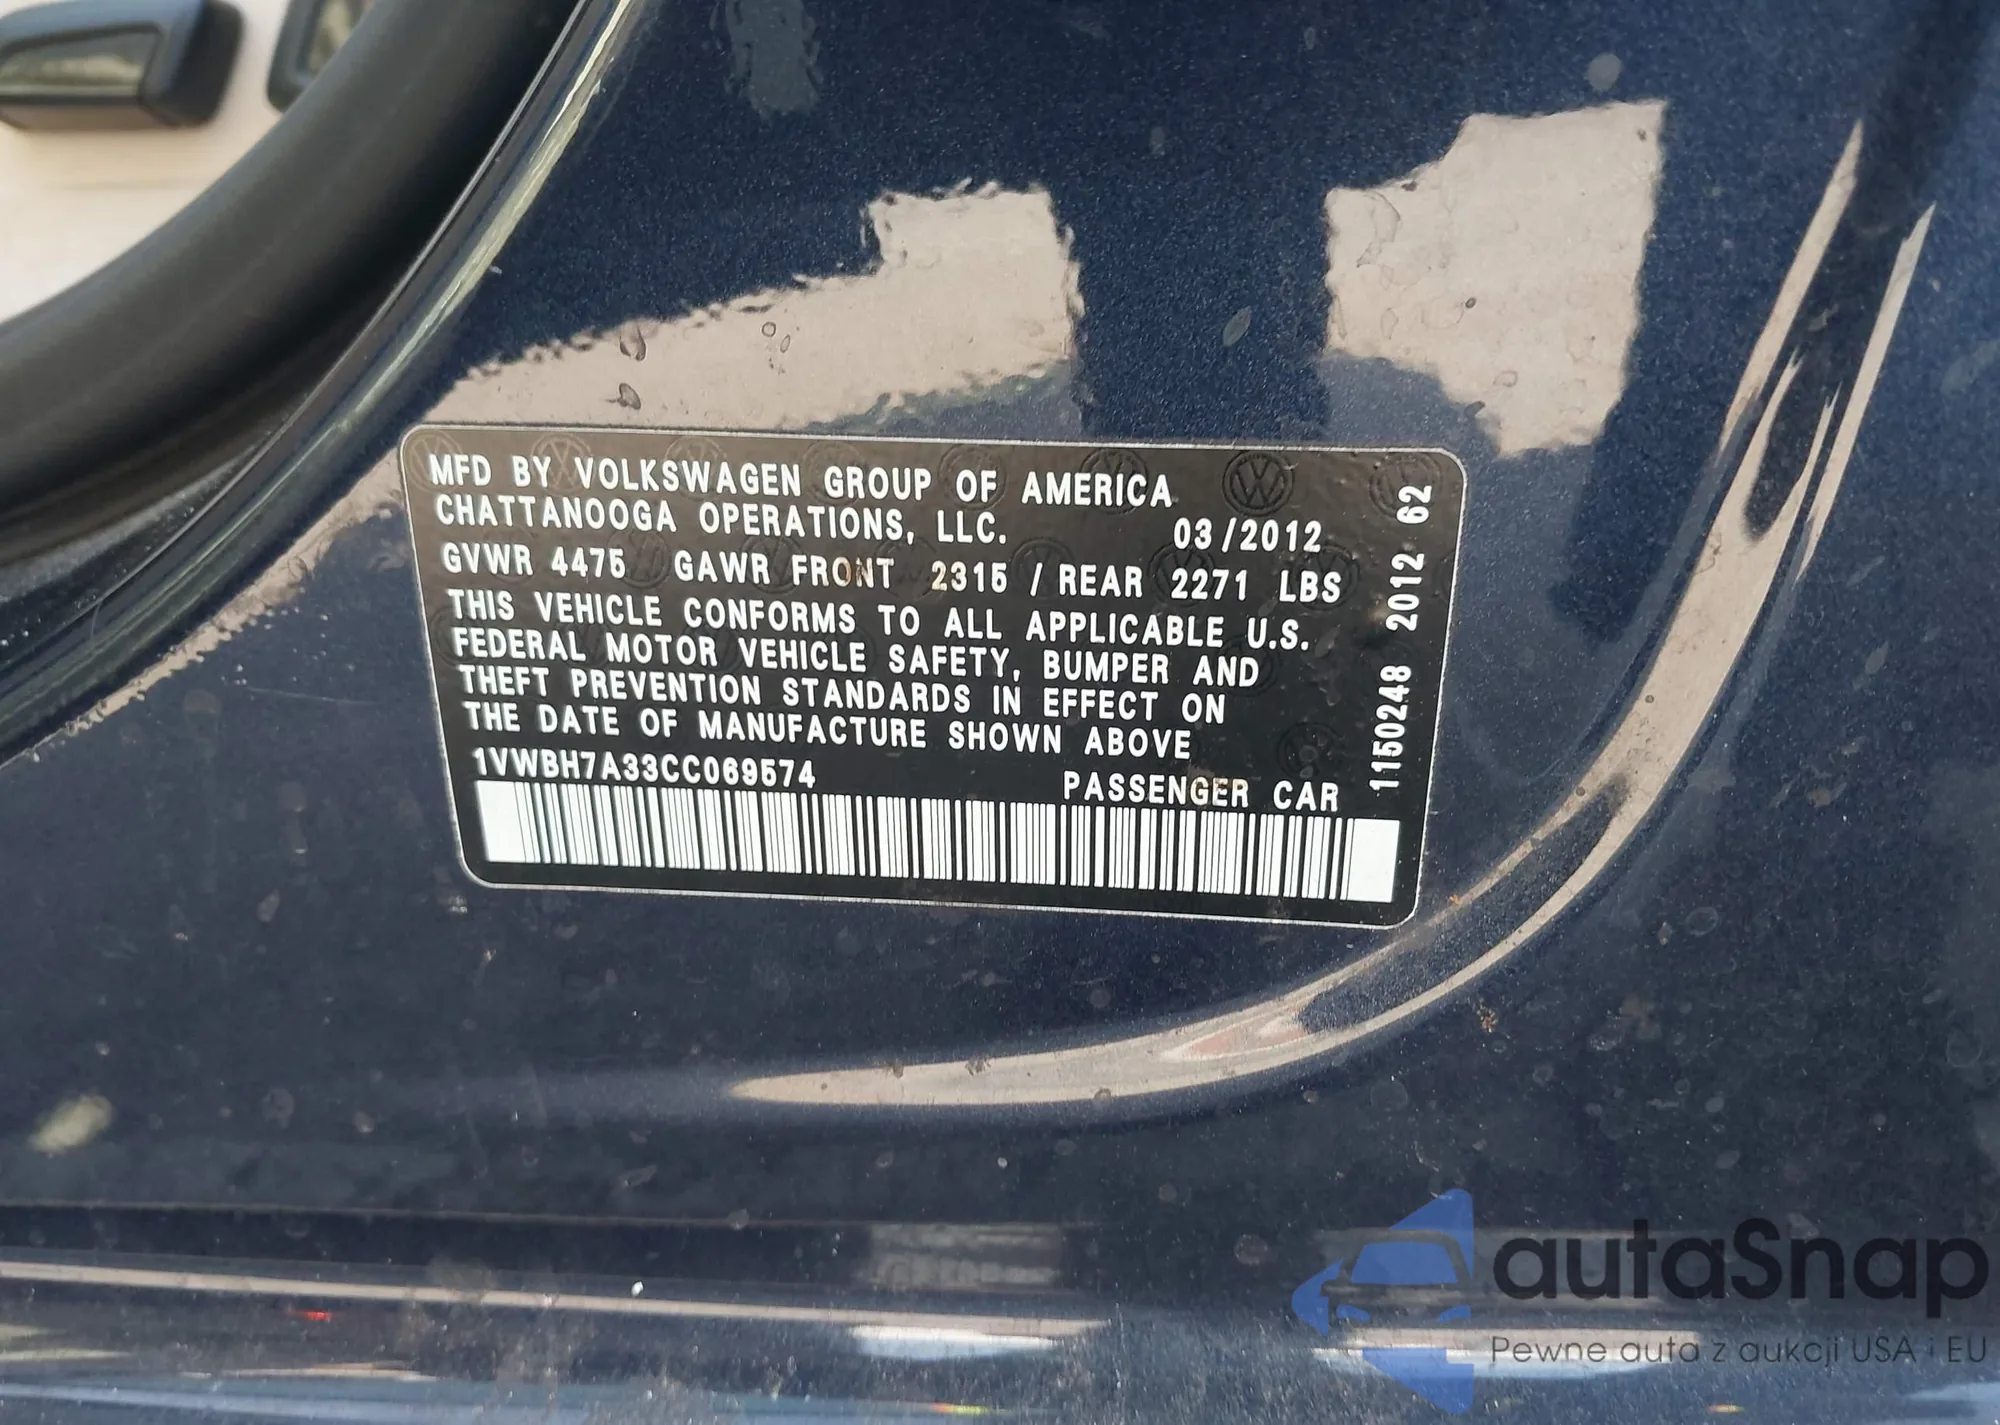 MFD BY VOLKSWAGEN GROUP OF AMERICA
CHATTANOOGA OPERATIONS, LLC. 03/2012
GVWR 4475 GAWR FRONT 2315 / REAR 2271 LBS
THIS VEHICLE CONFORMS TO ALL APPLICABLE U.S.
FEDERAL MOTOR VEHICLE SAFETY, BUMPER AND
THEFT PREVENTION STANDARDS IN EFFECT ON
THE DATE OF MANUFACTURE SHOWN ABOVE
1VWBH7A33CC069574 PASSENGER CAR
1150248 2012 62
autaSnap
Pewne auta z aukcji USA i EU